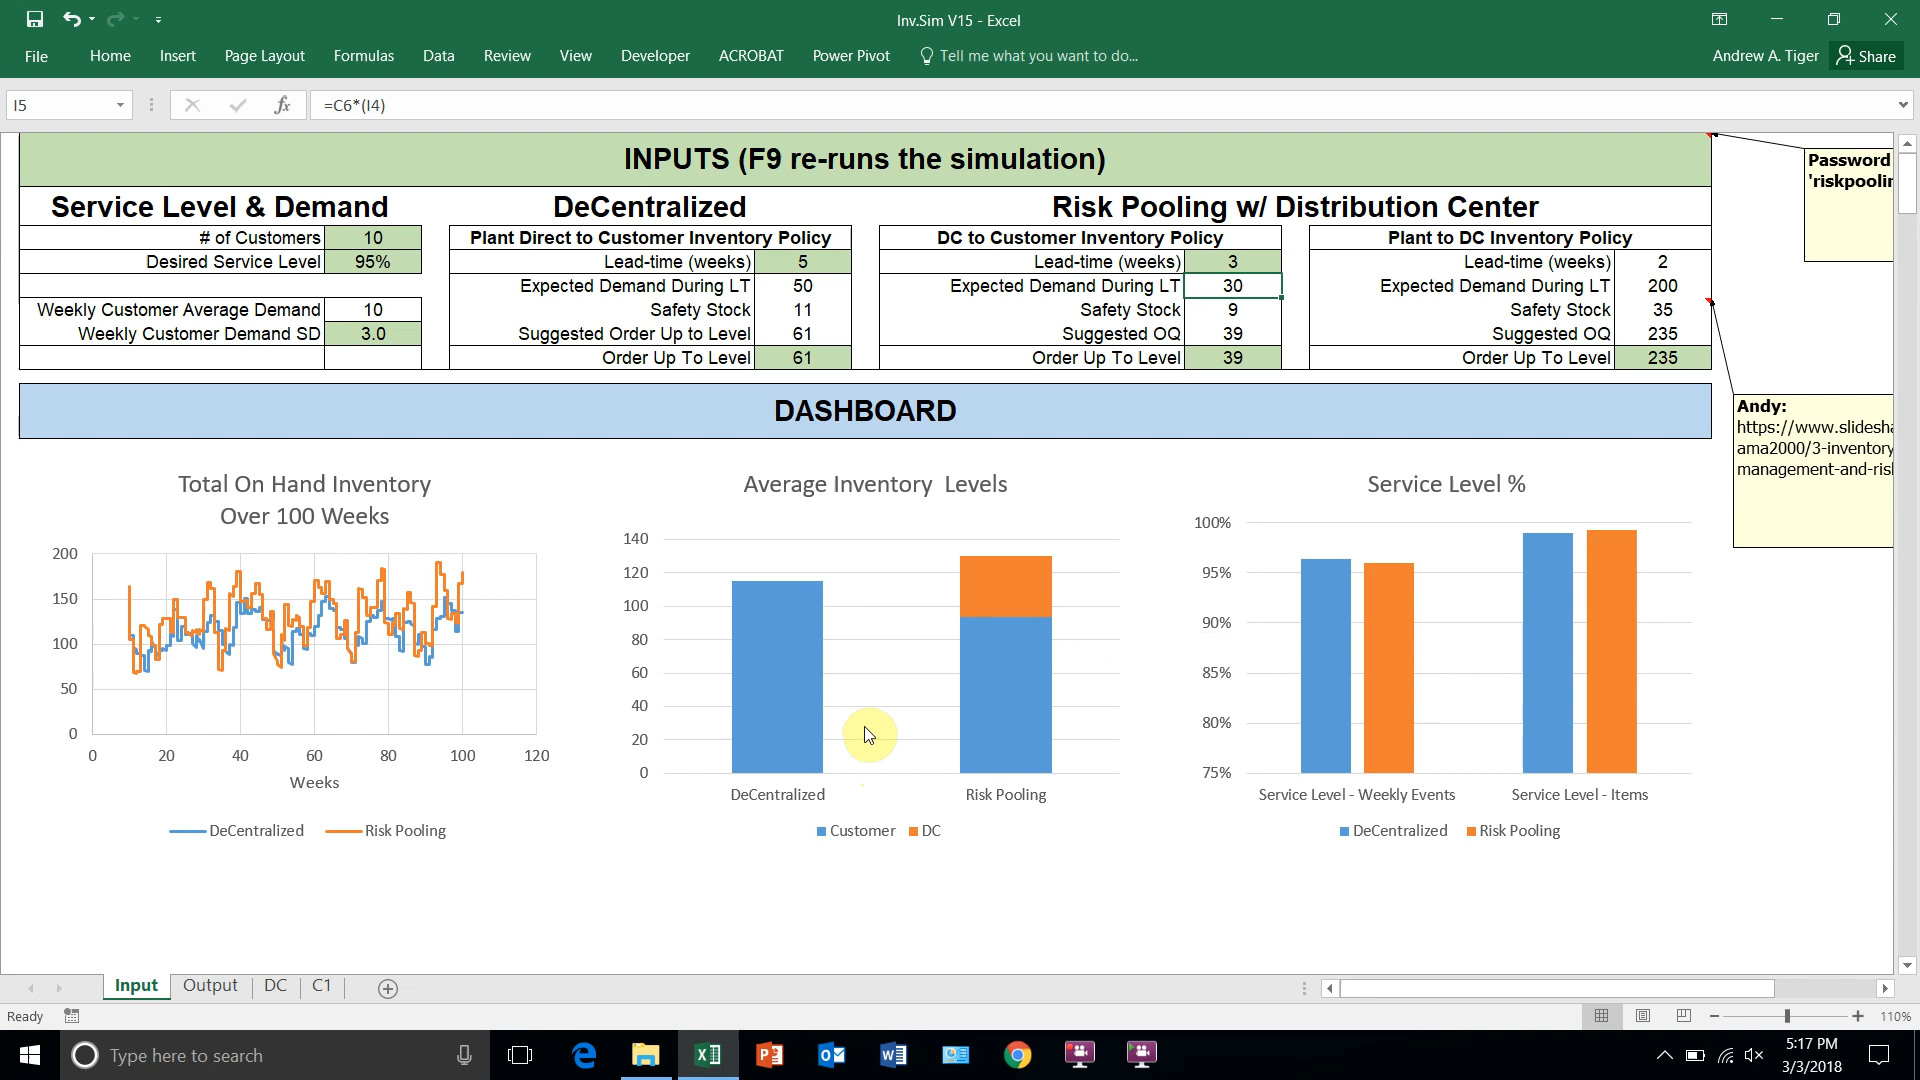 Inv.Sim V15 - Excel
File Home Insert Page Layout Formulas Data Review View Developer ACROBAT Power Pivot Tell me what you want to do... Andrew A. Tiger Share
I5 fx =C6*(I4)
INPUTS (F9 re-runs the simulation)
Password
'riskpoolin
Service Level & Demand DeCentralized Risk Pooling w/ Distribution Center
# of Customers 10 Plant Direct to Customer Inventory Policy DC to Customer Inventory Policy Plant to DC Inventory Policy
Desired Service Level 95% Lead-time (weeks) 5 Lead-time (weeks) 3 Lead-time (weeks) 2
Expected Demand During LT 50 Expected Demand During LT 30 Expected Demand During LT 200
Weekly Customer Average Demand 10 Safety Stock 11 Safety Stock 9 Safety Stock 35
Weekly Customer Demand SD 3.0 Suggested Order Up to Level 61 Suggested OQ 39 Suggested OQ 235
Order Up To Level 61 Order Up To Level 39 Order Up To Level 235
DASHBOARD
Andy:
https://www.slidesha
ama2000/3-inventory
management-and-risk
Total On Hand Inventory
Over 100 Weeks
200
150
100
50
0
0 20 40 60 80 100 120
Weeks
DeCentralized Risk Pooling
Average Inventory Levels
140
120
100
80
60
40
20
0
DeCentralized Risk Pooling
Customer DC
Service Level %
100%
95%
90%
85%
80%
75%
Service Level - Weekly Events Service Level - Items
DeCentralized Risk Pooling
Input Output DC C1
Ready 110%
Type here to search
5:17 PM
3/3/2018